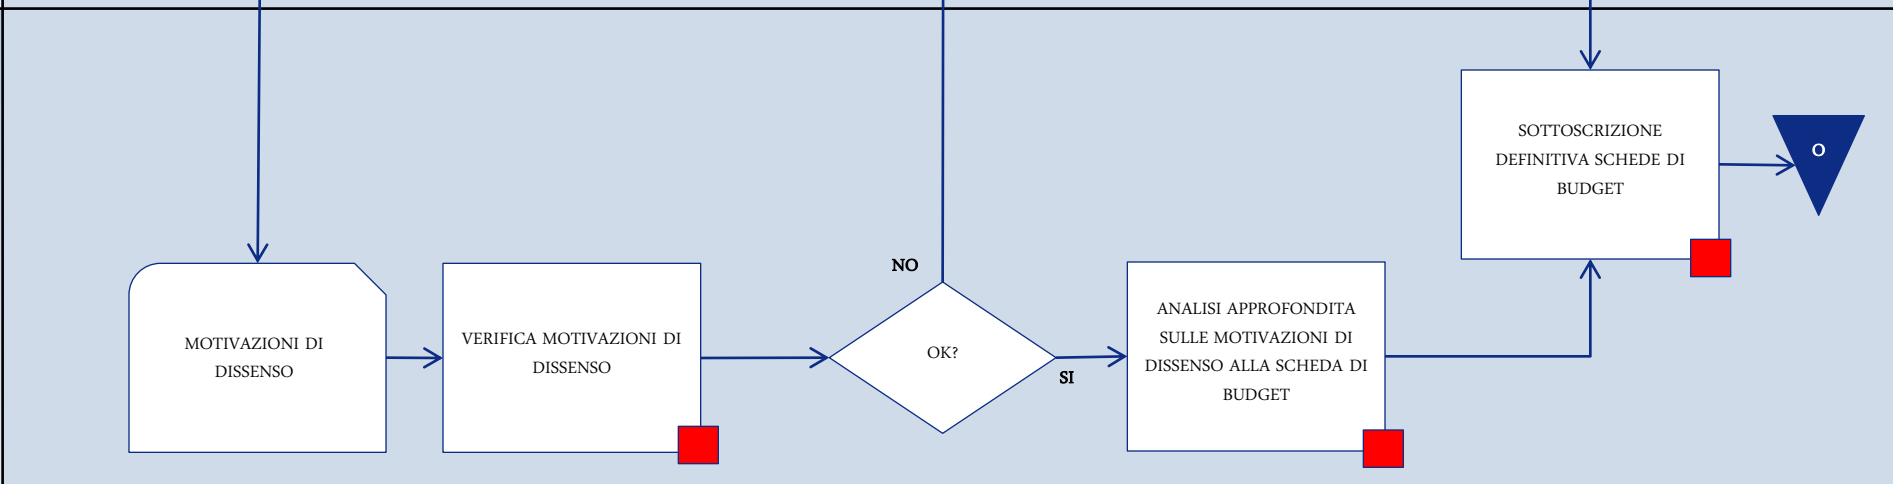 MOTIVAZIONI DI
DISSENSO
VERIFICA MOTIVAZIONI DI
DISSENSO
NO
OK?
SI
ANALISI APPROFONDITA
SULLE MOTIVAZIONI DI
DISSENSO ALLA SCHEDA DI
BUDGET
SOTTOSCRIZIONE
DEFINITIVA SCHEDE DI
BUDGET
O